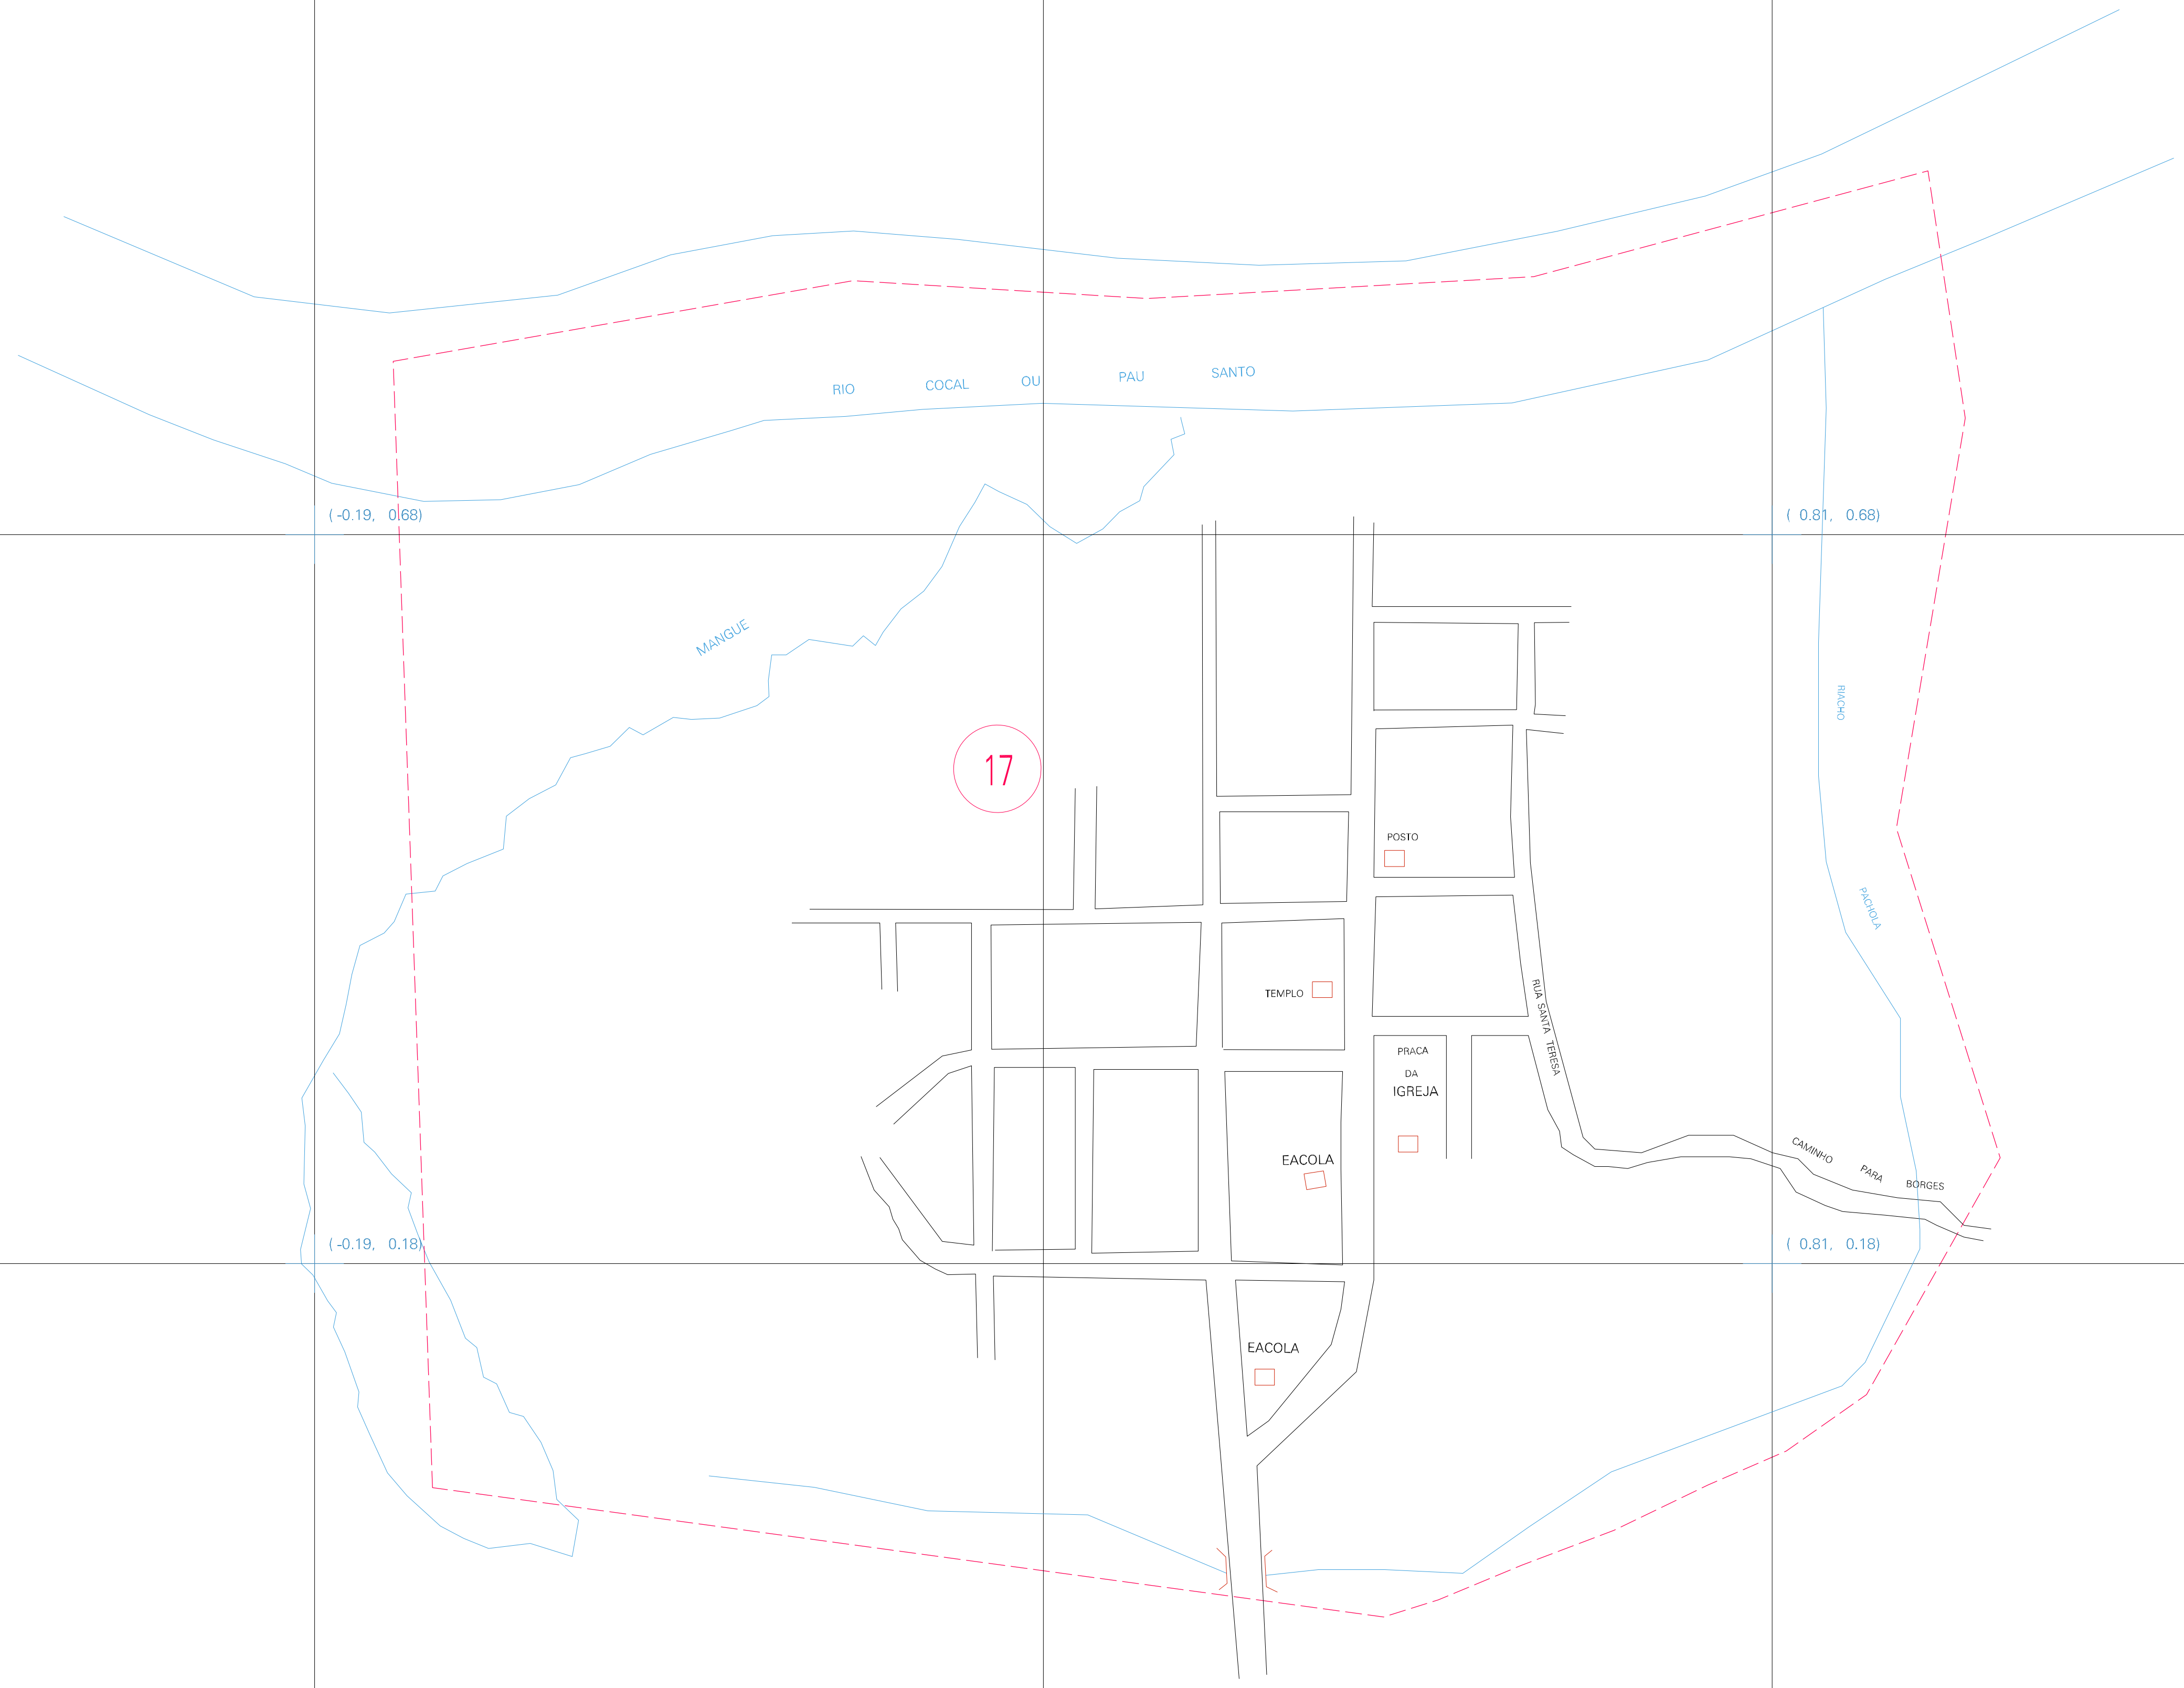 RIO COCAL OU PAU SANTO
( -0.19, 0.68)
( 0.81, 0.68)
MANGUE
RIACHO
17
POSTO
PACHOLA
TEMPLO
RUA SANTA TERESA
PRACA
DA
IGREJA
EACOLA
CAMINHO PARA BORGES
( -0.19, 0.18)
( 0.81, 0.18)
EACOLA